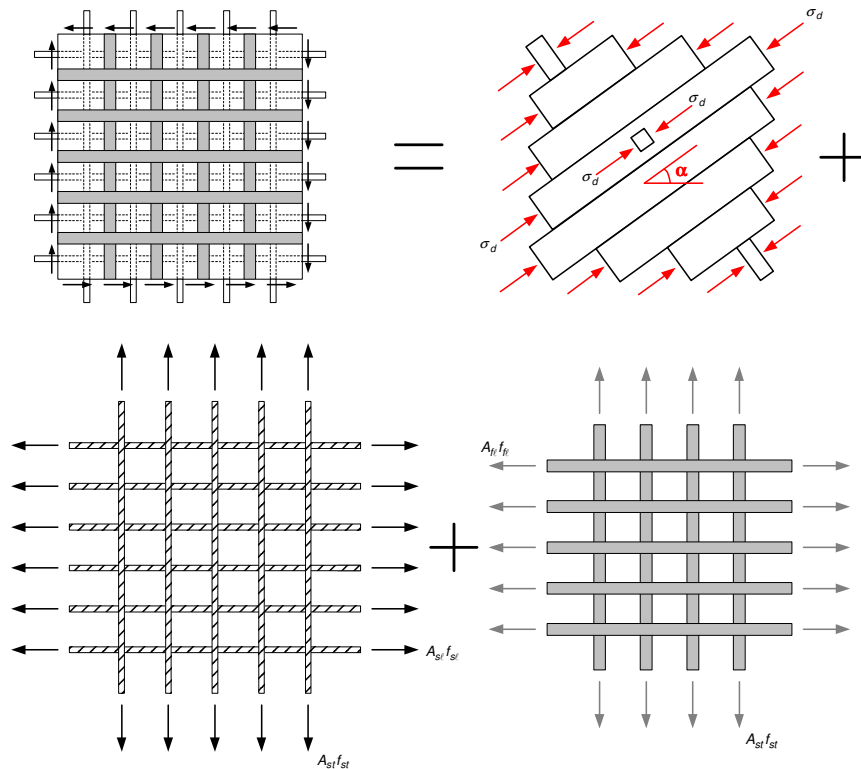 σd
σd
σd
α
σd
Afℓ ffℓ
Asℓ fsℓ
Ast fst
Ast fst